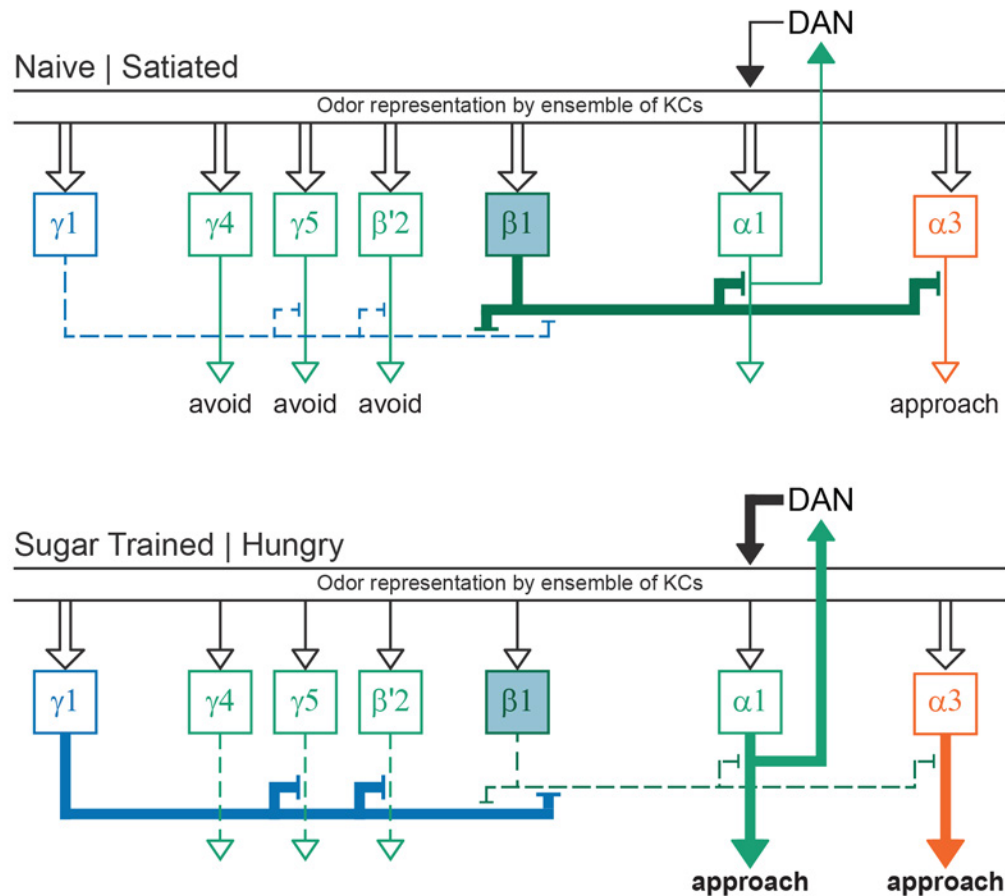 DAN
Naive | Satiated
Odor representation by ensemble of KCs
γ1 γ4 γ5 β'2 β1 α1 α3
avoid avoid avoid approach
DAN
Sugar Trained | Hungry
Odor representation by ensemble of KCs
γ1 γ4 γ5 β'2 β1 α1 α3
approach approach